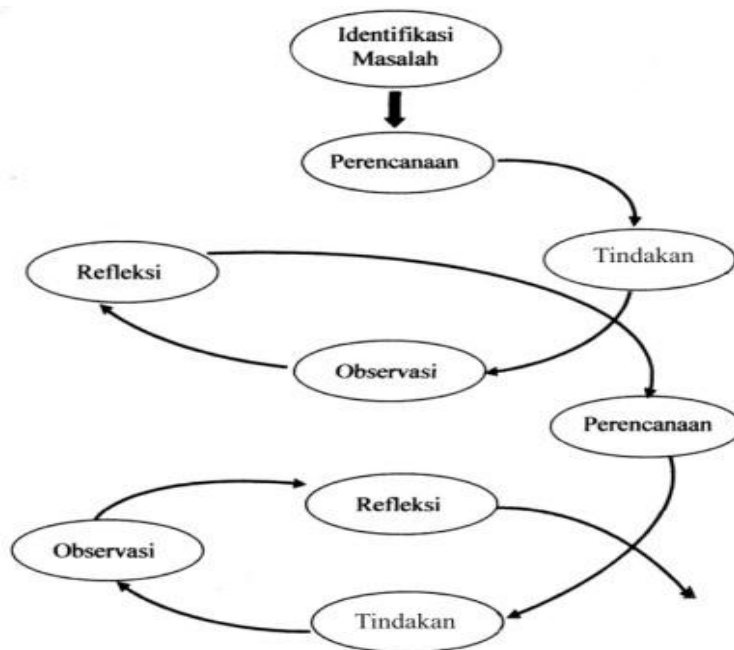 Identifikasi
Masalah
Perencanaan
Tindakan
Refleksi
Observasi
Perencanaan
Refleksi
Observasi
Tindakan